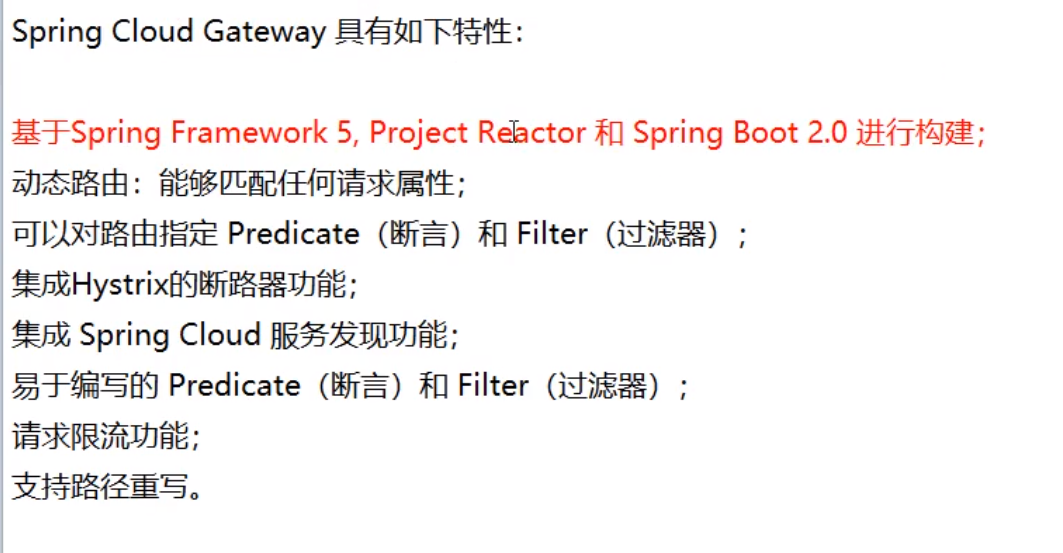 Spring Cloud Gateway 具有如下特性：
基于Spring Framework 5, Project Reactor 和 Spring Boot 2.0 进行构建；
动态路由：能够匹配任何请求属性；
可以对路由指定 Predicate（断言）和 Filter（过滤器）；
集成Hystrix的断路器功能；
集成 Spring Cloud 服务发现功能；
易于编写的 Predicate（断言）和 Filter（过滤器）；
请求限流功能；
支持路径重写。